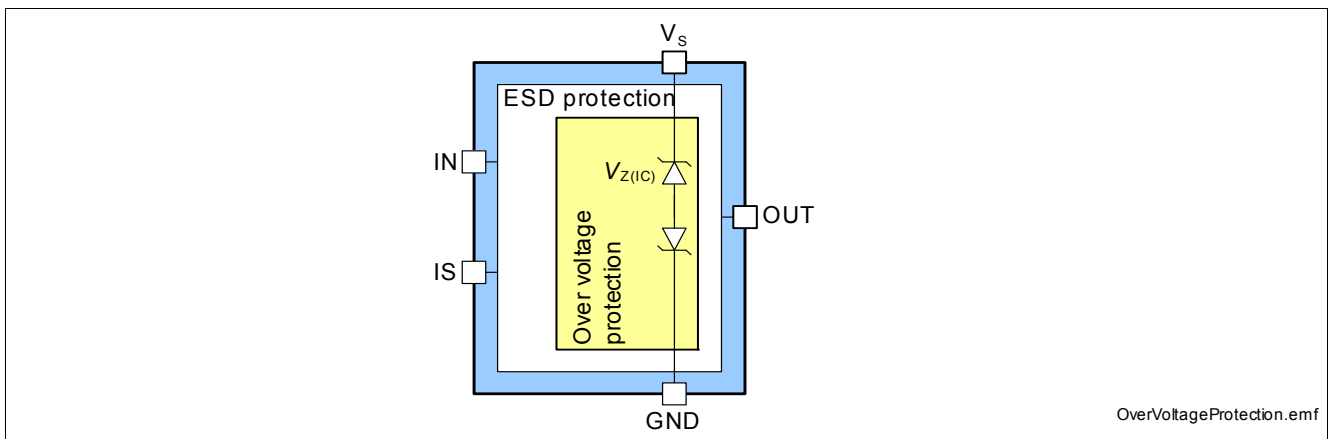 VS
ESD protection
IN
VZ(IC)
OUT
Over voltage
protection
IS
GND
OverVoltageProtection.emf